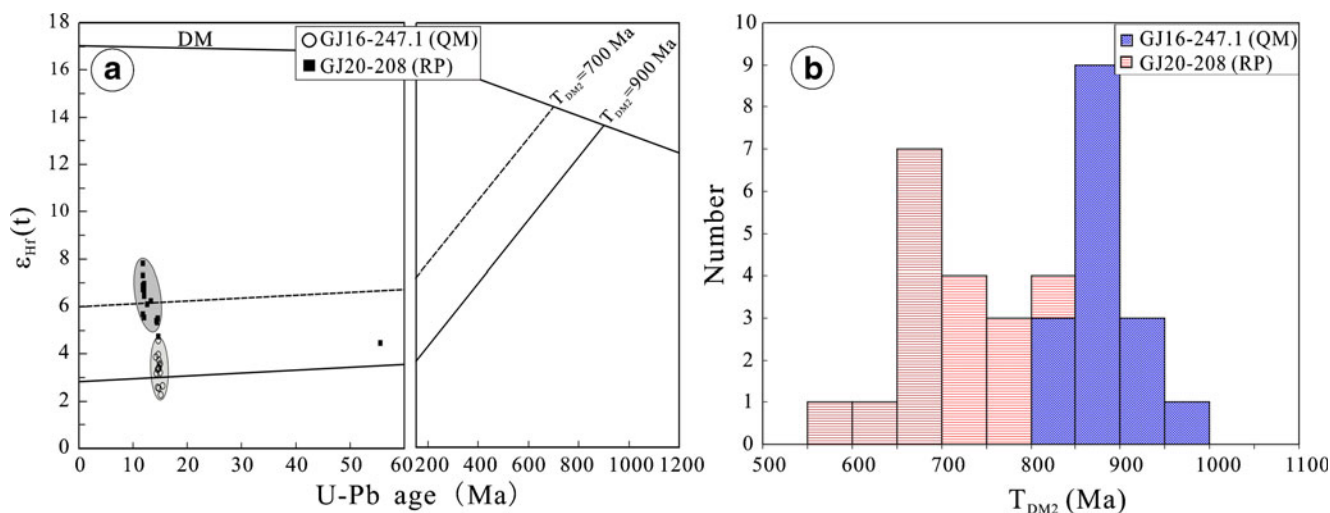 a
DM
GJ16-247.1 (QM)
GJ20-208 (RP)
T_DM2=700 Ma
T_DM2=900 Ma
18
16
14
12
10
8
6
4
2
0
ε_Hf(t)
0 10 20 30 40 50 60 200 400 600 800 1000 1200
U-Pb age (Ma)
b
GJ16-247.1 (QM)
GJ20-208 (RP)
10
9
8
7
6
5
4
3
2
1
0
Number
500 600 700 800 900 1000 1100
T_DM2 (Ma)